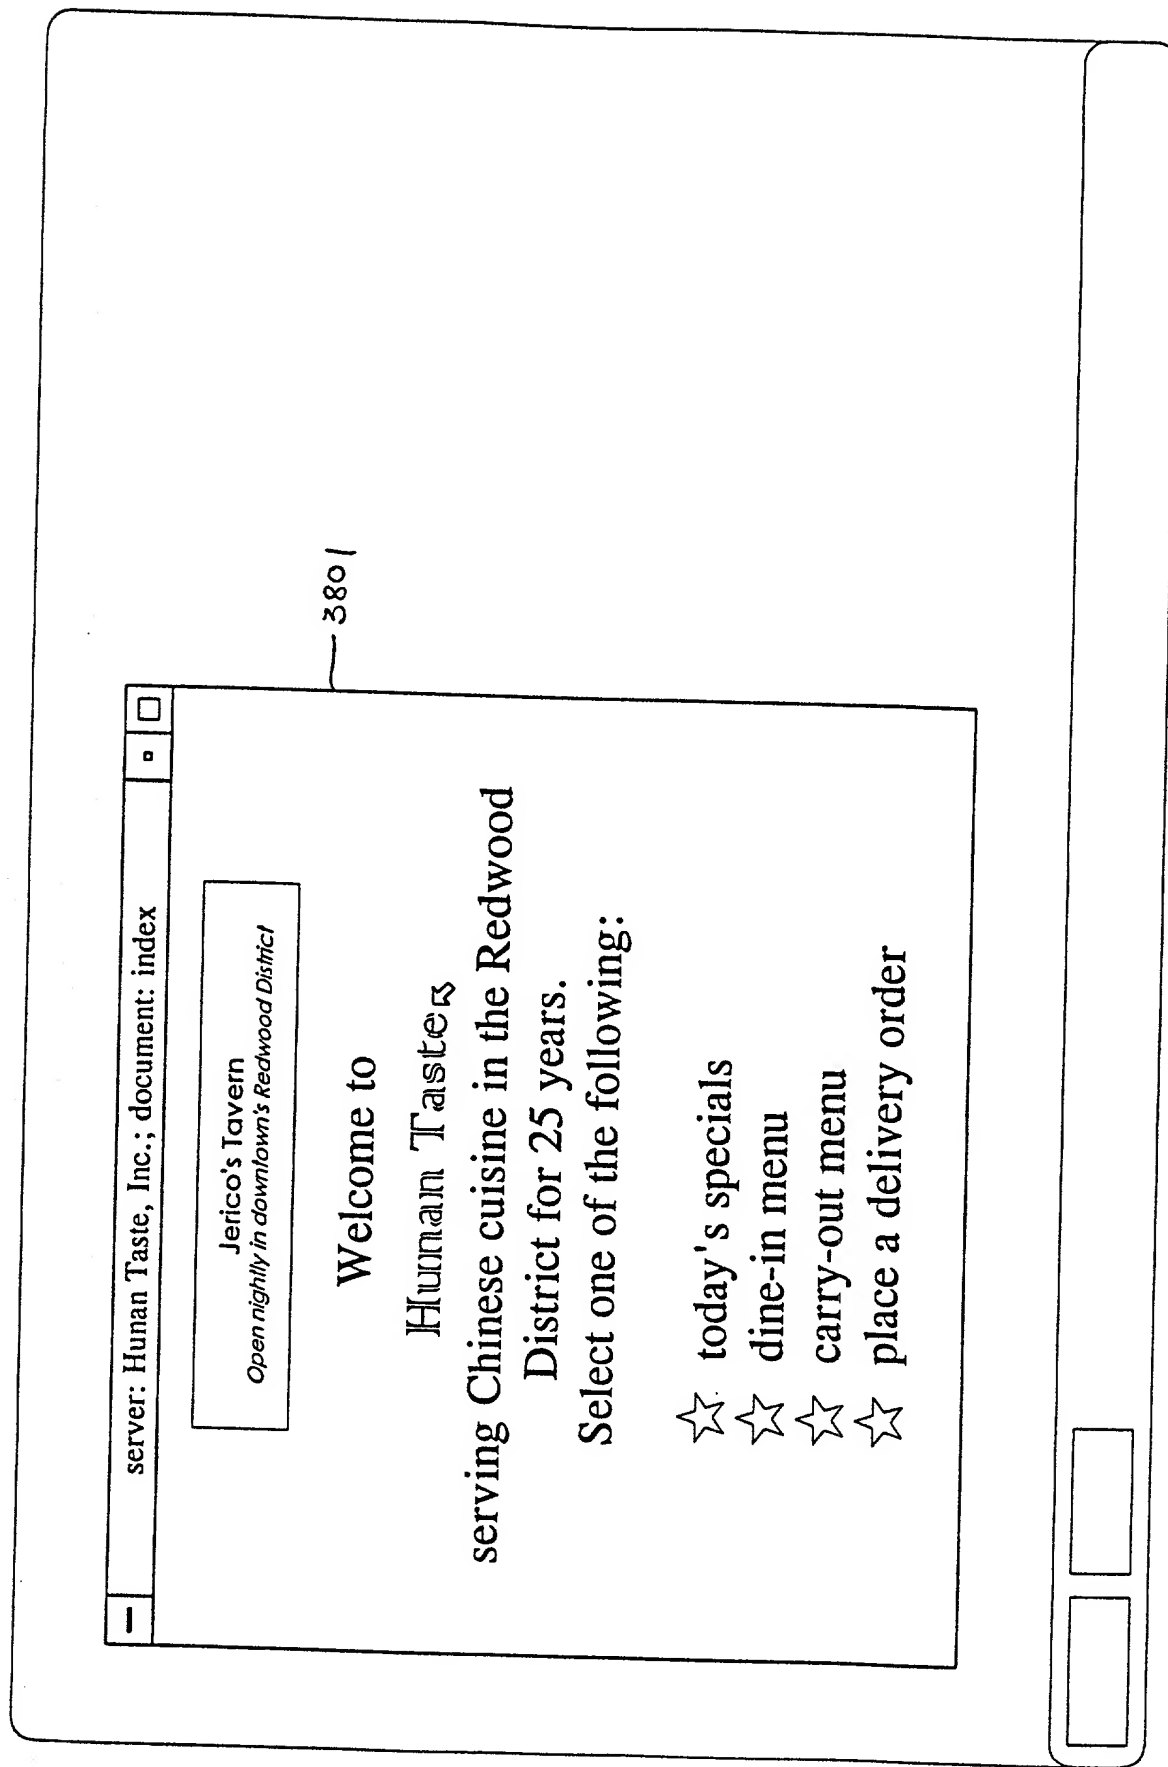 server: Hunan Taste, Inc.; document: index
Jerico's Tavern
Open nightly in downtown's Redwood District
Welcome to
Hunan Taste
serving Chinese cuisine in the Redwood
District for 25 years.
Select one of the following:
☆ today's specials
☆ dine-in menu
☆ carry-out menu
☆ place a delivery order
3801